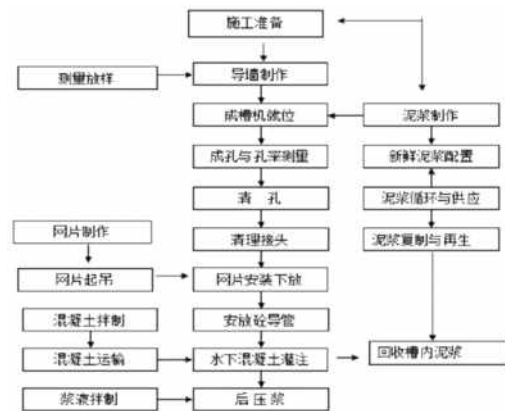 施工准备
测量放样
导墙制作
成槽机就位
泥浆制作
成孔与孔深测量
新鲜泥浆配置
清 孔
泥浆循环与供应
网片制作
清理接头
泥浆复制与再生
网片起吊
网片安装下放
混凝土拌制
安放砼导管
混凝土运输
水下混凝土灌注
回收槽内泥浆
浆液拌制
后压浆